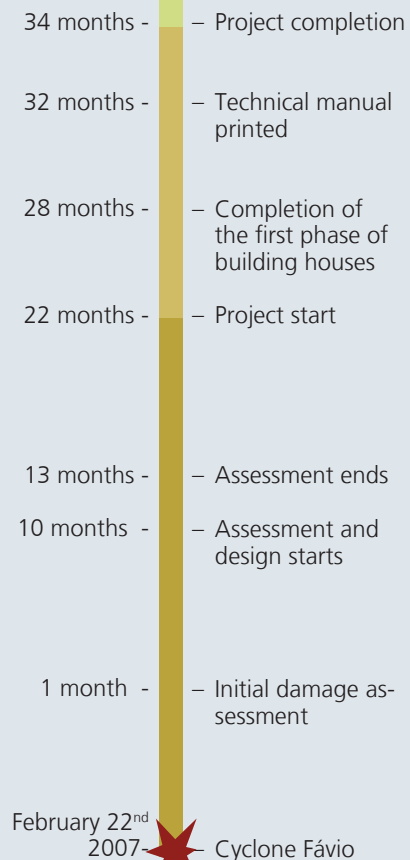 34 months - – Project completion
32 months - – Technical manual
printed
28 months - – Completion of
the first phase of
building houses
22 months - – Project start
13 months - – Assessment ends
10 months - – Assessment and
design starts
1 month - – Initial damage as-
sessment
February 22nd
2007- – Cyclone Fávio